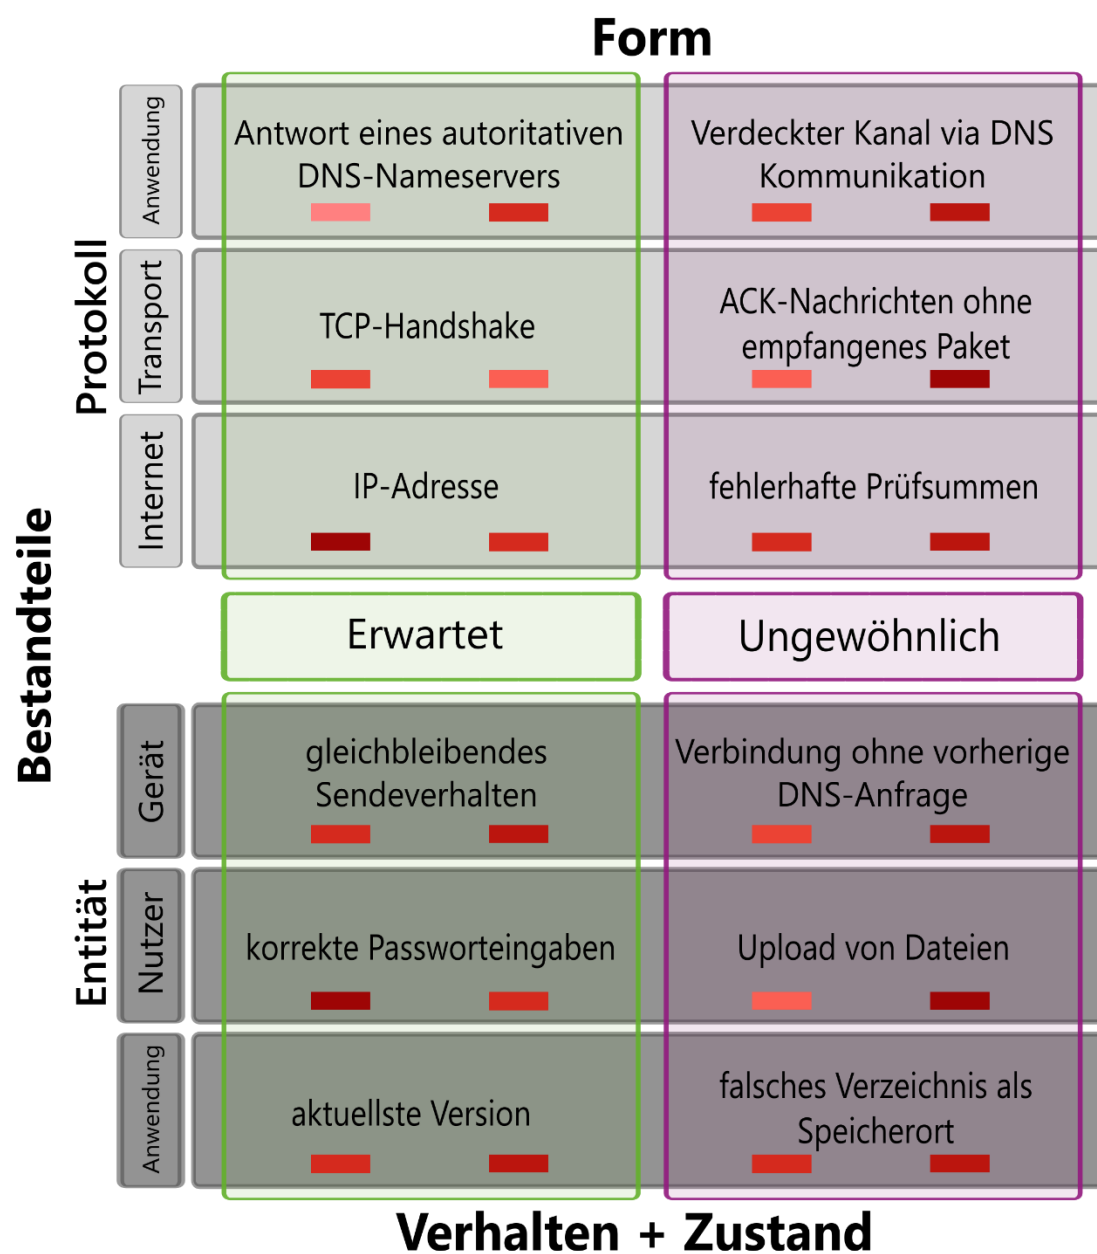 Form
Bestandteile
Protokoll
Anwendung
Antwort eines autoritativen
DNS-Nameservers
Verdeckter Kanal via DNS
Kommunikation
Transport
TCP-Handshake
ACK-Nachrichten ohne
empfangenes Paket
Internet
IP-Adresse
fehlerhafte Prüfsummen
Erwartet
Ungewöhnlich
Entität
Gerät
gleichbleibendes
Sendeverhalten
Verbindung ohne vorherige
DNS-Anfrage
Nutzer
korrekte Passworteingaben
Upload von Dateien
Anwendung
aktuellste Version
falsches Verzeichnis als
Speicherort
Verhalten + Zustand